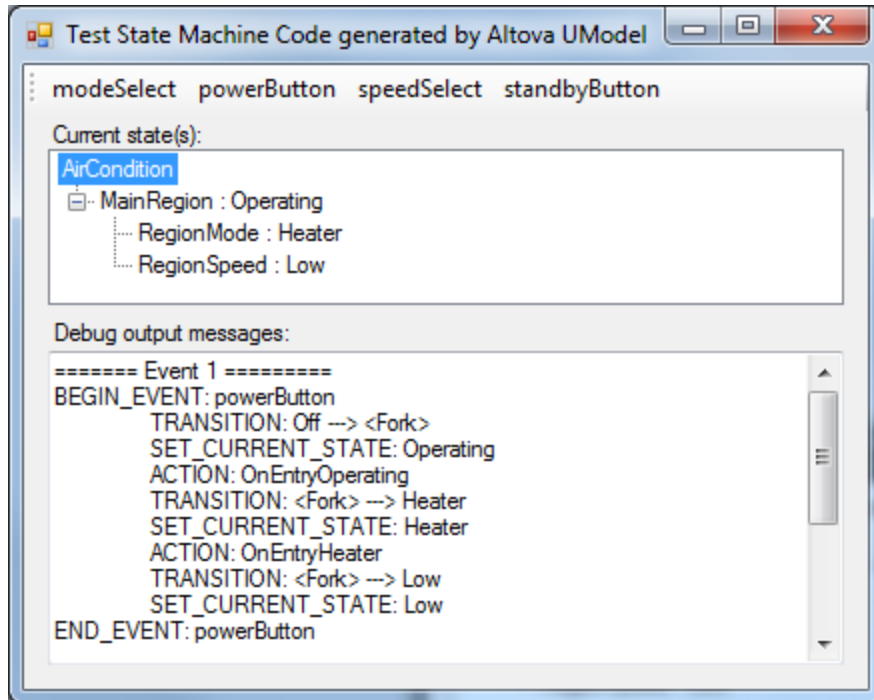 Test State Machine Code generated by Altova UModel
modeSelect powerButton speedSelect standbyButton
Current state(s):
AirCondition
MainRegion : Operating
RegionMode : Heater
RegionSpeed : Low
Debug output messages:
======= Event 1 =========
BEGIN_EVENT: powerButton
TRANSITION: Off ---> <Fork>
SET_CURRENT_STATE: Operating
ACTION: OnEntryOperating
TRANSITION: <Fork> ---> Heater
SET_CURRENT_STATE: Heater
ACTION: OnEntryHeater
TRANSITION: <Fork> ---> Low
SET_CURRENT_STATE: Low
END_EVENT: powerButton